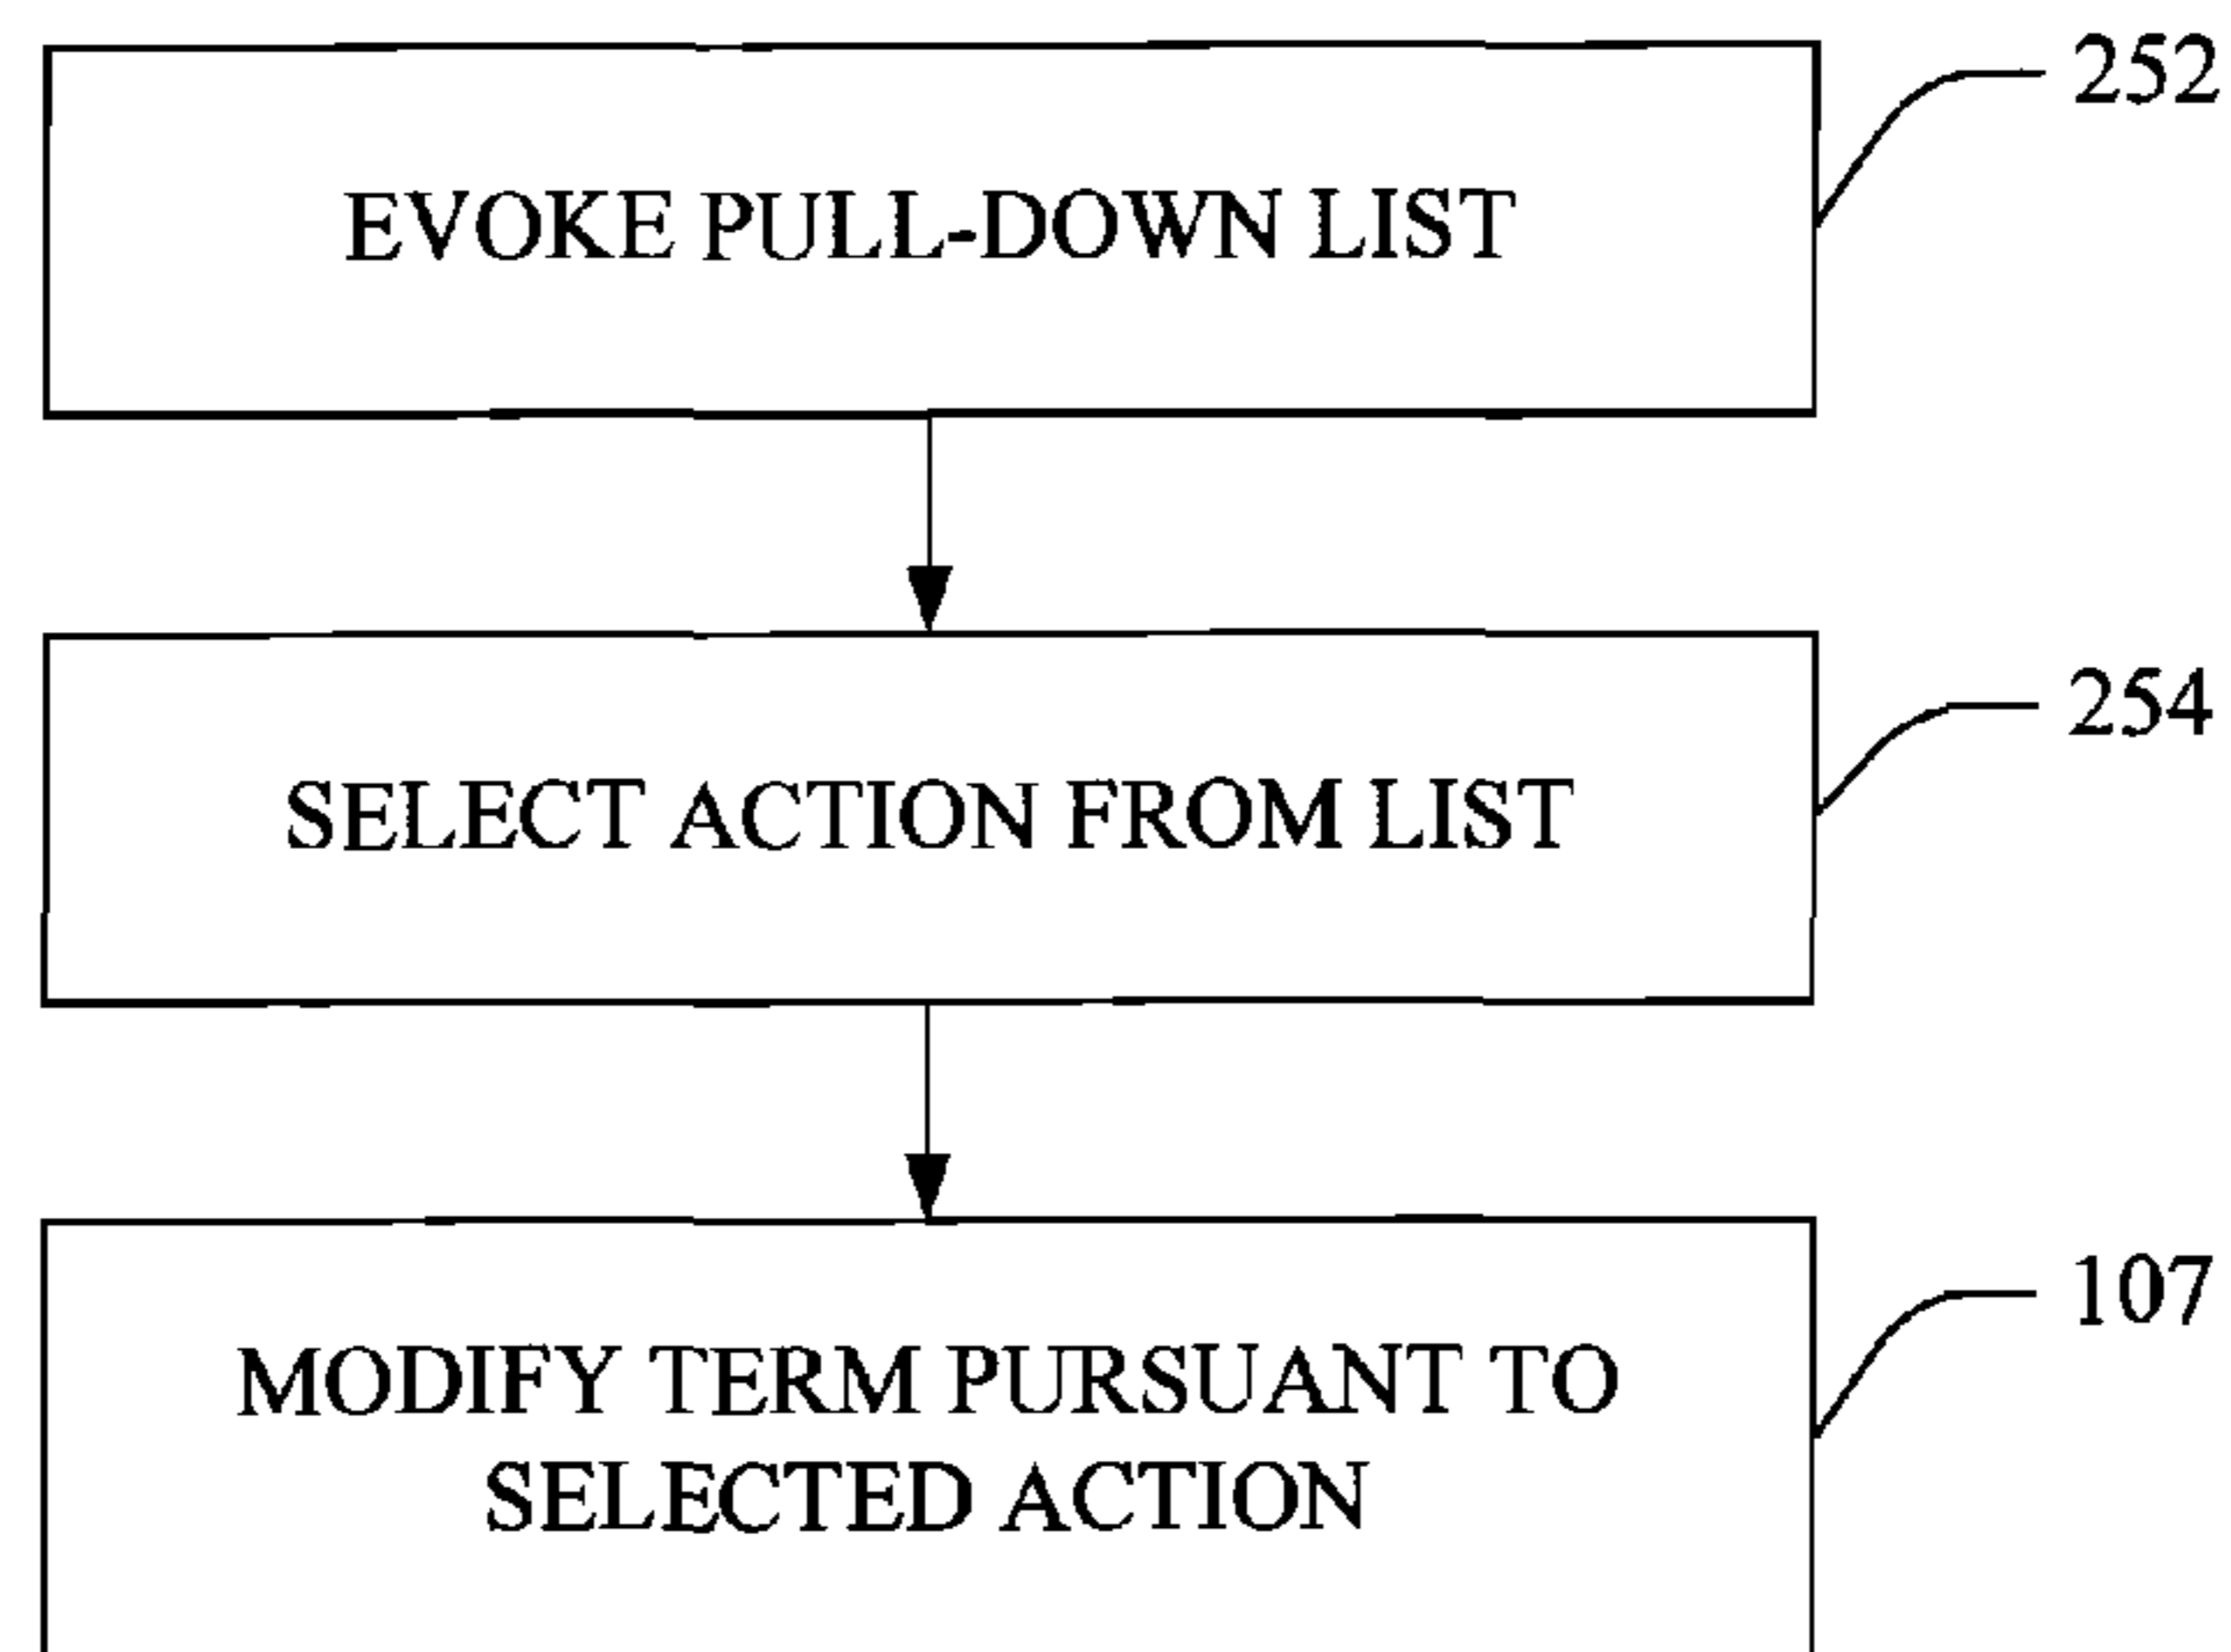 252
EVOKE PULL-DOWN LIST
254
SELECT ACTION FROM LIST
107
MODIFY TERM PURSUANT TO
SELECTED ACTION